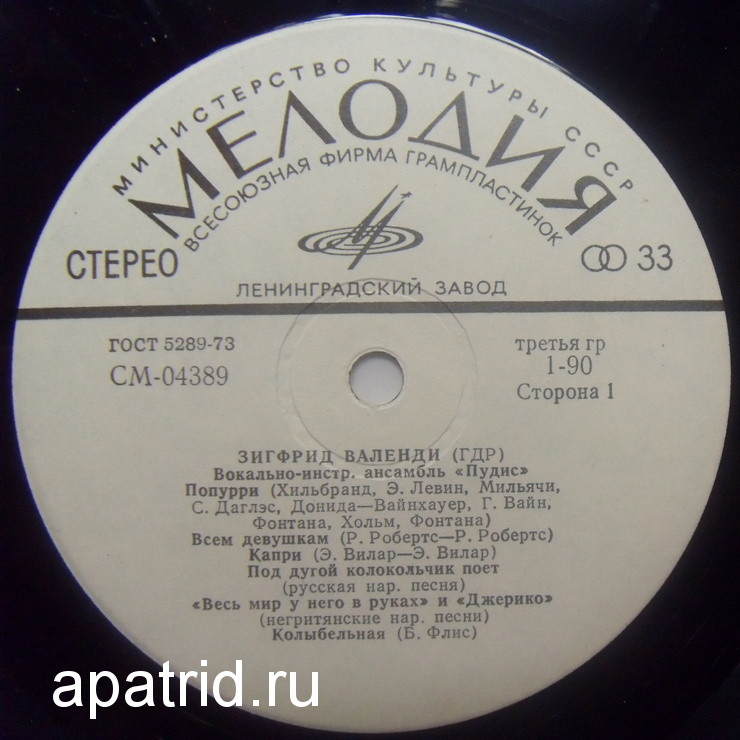 МИНИСТЕРСТВО КУЛЬТУРЫ СССР
МЕЛОДИЯ
ВСЕСОЮЗНАЯ ФИРМА ГРАМПЛАСТИНОК
СТЕРЕО
33
ЛЕНИНГРАДСКИЙ ЗАВОД
ГОСТ 5289-73
СМ-04389
третья гр
1-90
Сторона 1
ЗИГФРИД ВАЛЕНДИ (ГДР)
Вокально-инстр. ансамбль «Пудис»
Попурри (Хильбранд, Э. Левин, Мильячи,
С. Даглэс, Донида—Вайнхауер, Г. Вайн,
Фонтана, Хольм, Фонтана)
Всем девушкам (Р. Робертс—Р. Робертс)
Капри (Э. Вилар—Э. Вилар)
Под дугой колокольчик поет
(русская нар. песня)
«Весь мир у него в руках» и «Джерико»
(негритянские нар. песни)
Колыбельная (Б. Флис)
apatrid.ru